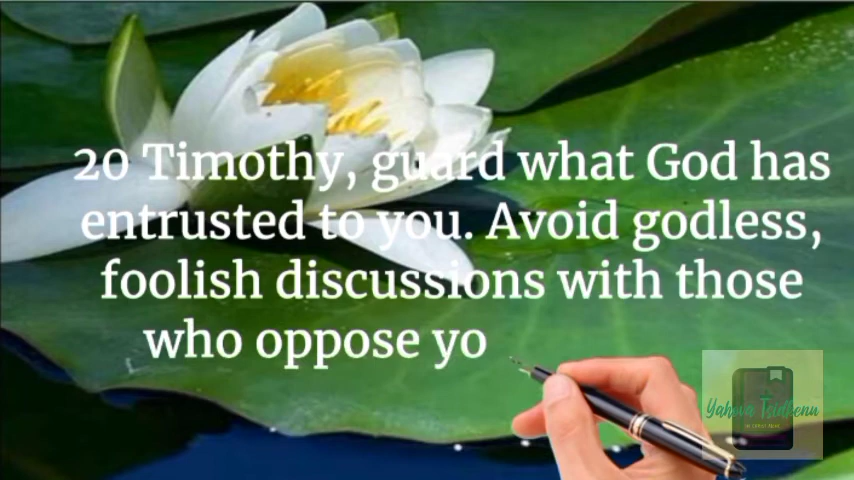 20 Timothy, guard what God has
entrusted to you. Avoid godless,
foolish discussions with those
who oppose yo
Yahova Tsidkenu